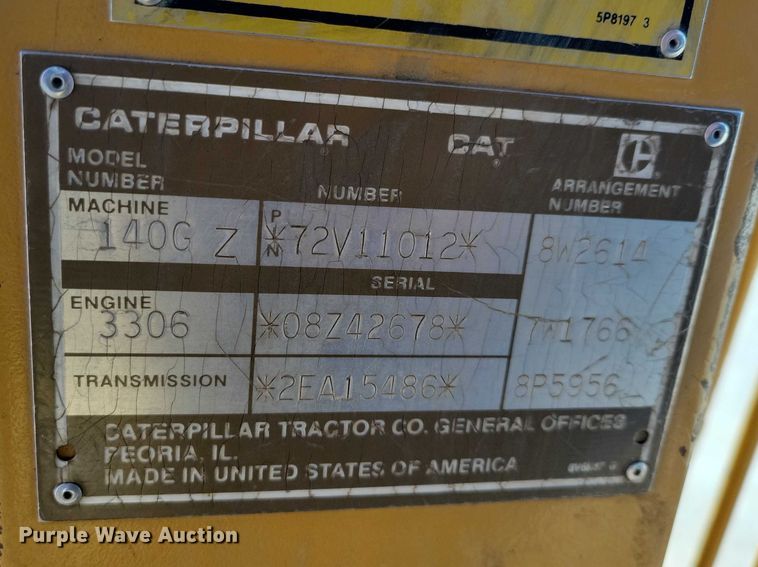 5P8197 3
CATERPILLAR CAT
MODEL NUMBER NUMBER ARRANGEMENT NUMBER
MACHINE
140G Z PN *72V11012* 8W2614
SERIAL
ENGINE
3306 *08Z42678* 7W1766
TRANSMISSION *2EA15486* 8P5956
CATERPILLAR TRACTOR CO. GENERAL OFFICES
PEORIA, IL.
MADE IN UNITED STATES OF AMERICA
Purple Wave Auction